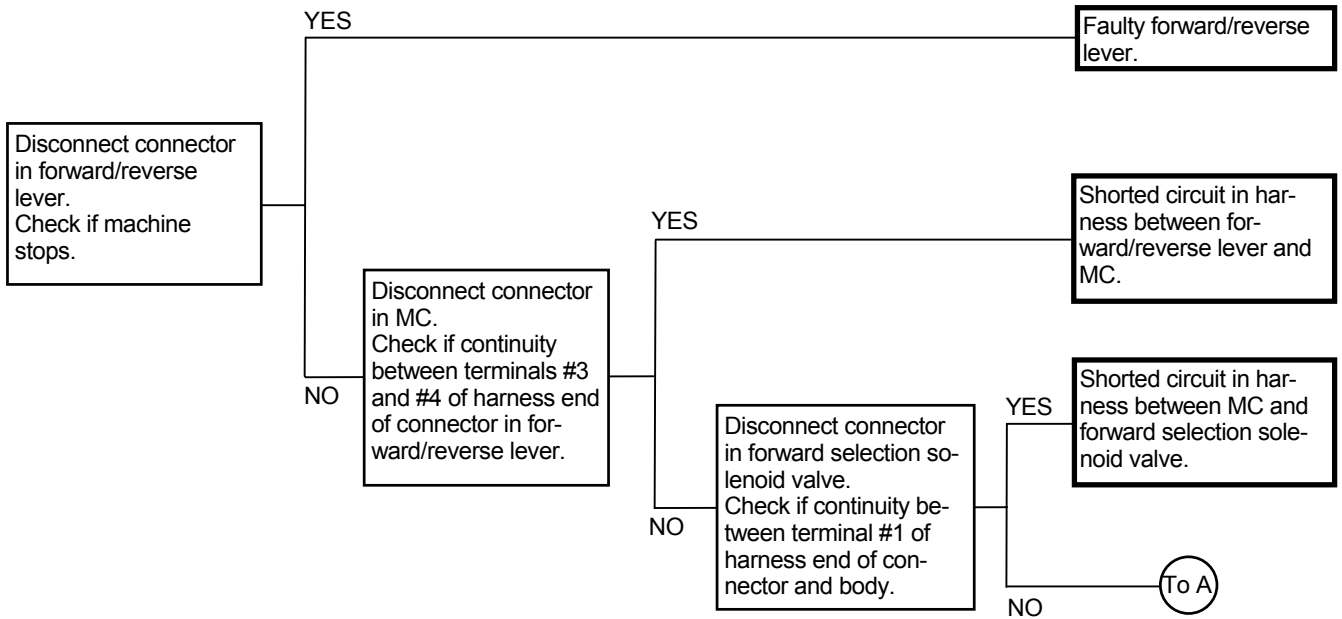 YES
Faulty forward/reverse
lever.
Disconnect connector
in forward/reverse
lever.
Check if machine
stops.
YES
Shorted circuit in har-
ness between for-
ward/reverse lever and
MC.
NO
Disconnect connector
in MC.
Check if continuity
between terminals #3
and #4 of harness end
of connector in for-
ward/reverse lever.
YES
Shorted circuit in har-
ness between MC and
forward selection sole-
noid valve.
NO
Disconnect connector
in forward selection so-
lenoid valve.
Check if continuity be-
tween terminal #1 of
harness end of con-
nector and body.
NO
To A